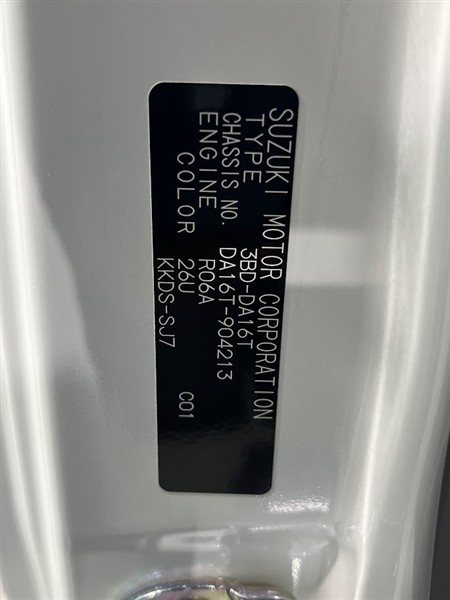 SUZUKI MOTOR CORPORATION
TYPE 3BD-DA16T
CHASSIS NO. DA16T-904213
ENGINE R06A
COLOR 26U C01
KKDS-SJ7